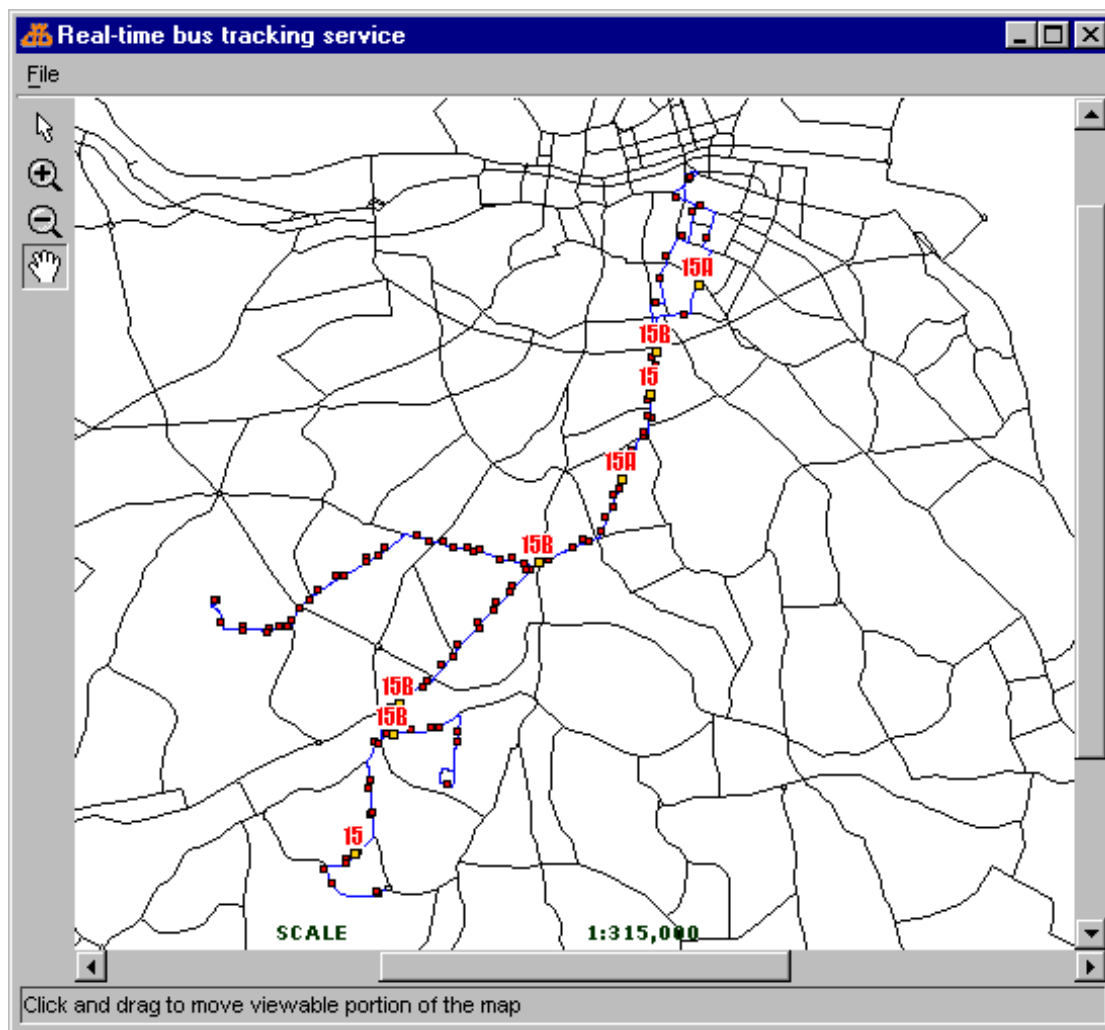 Real-time bus tracking service
File
15A
15B
15
15A
15B
15B
15B
15
SCALE 1:315,000
Click and drag to move viewable portion of the map